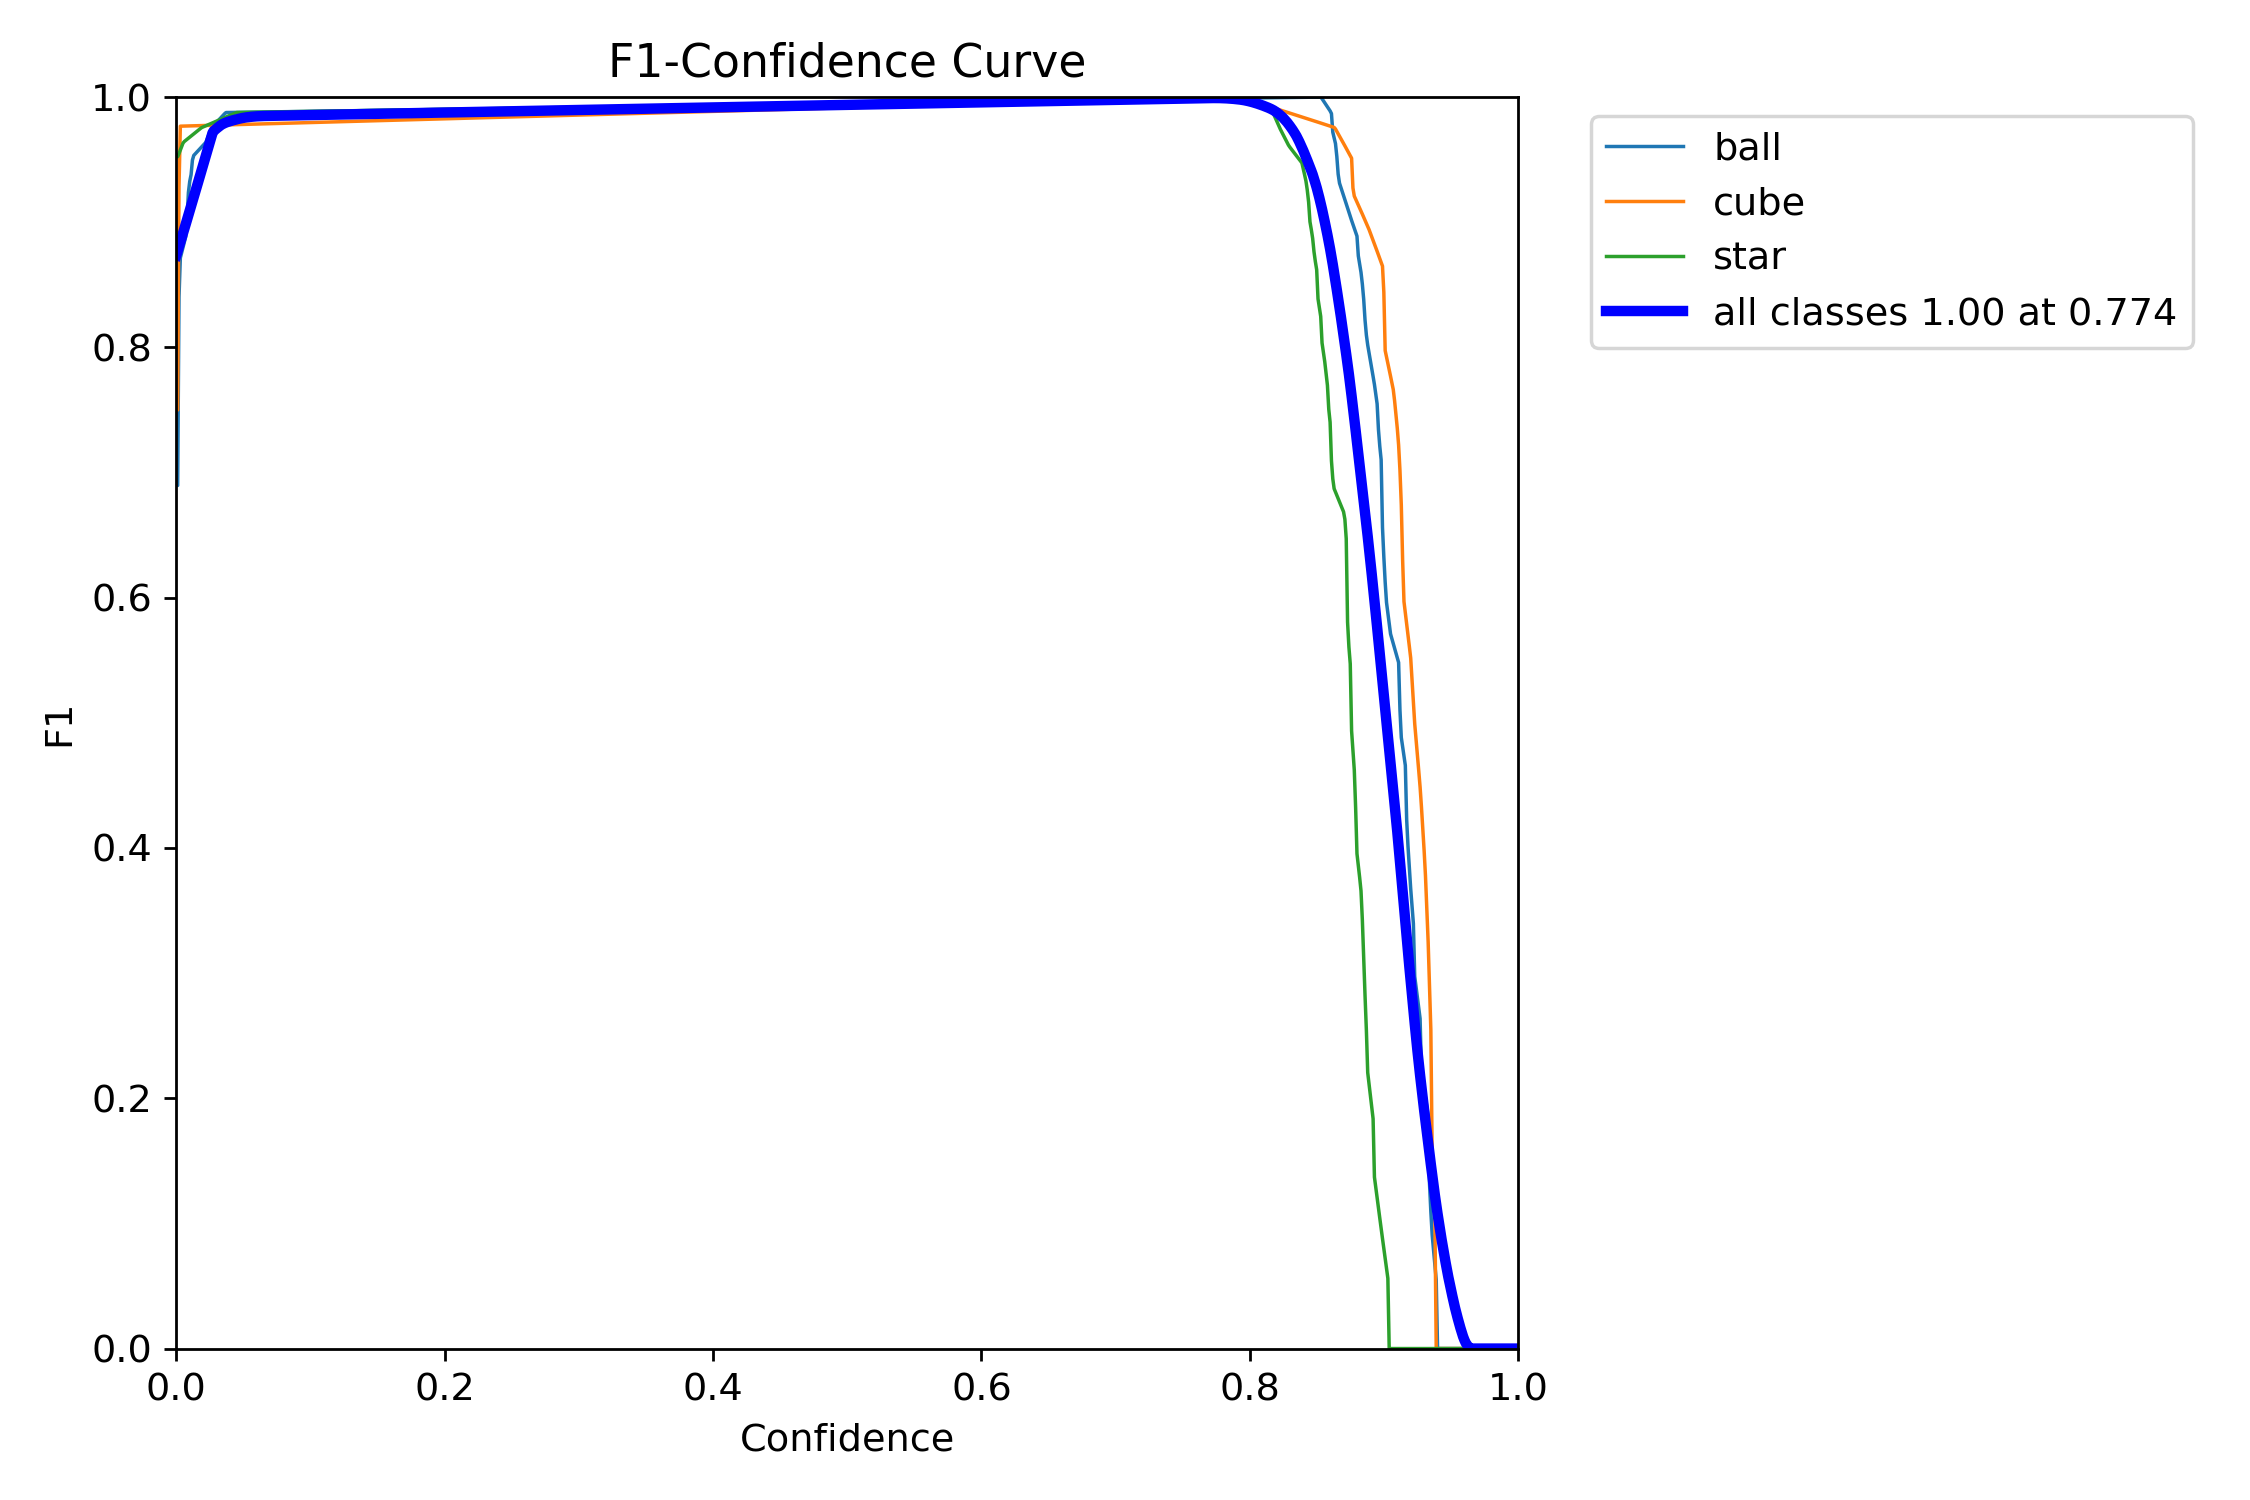 F1-Confidence Curve
1.0
0.8
0.6
0.4
0.2
0.0
F1
0.0 0.2 0.4 0.6 0.8 1.0
Confidence
ball
cube
star
all classes 1.00 at 0.774